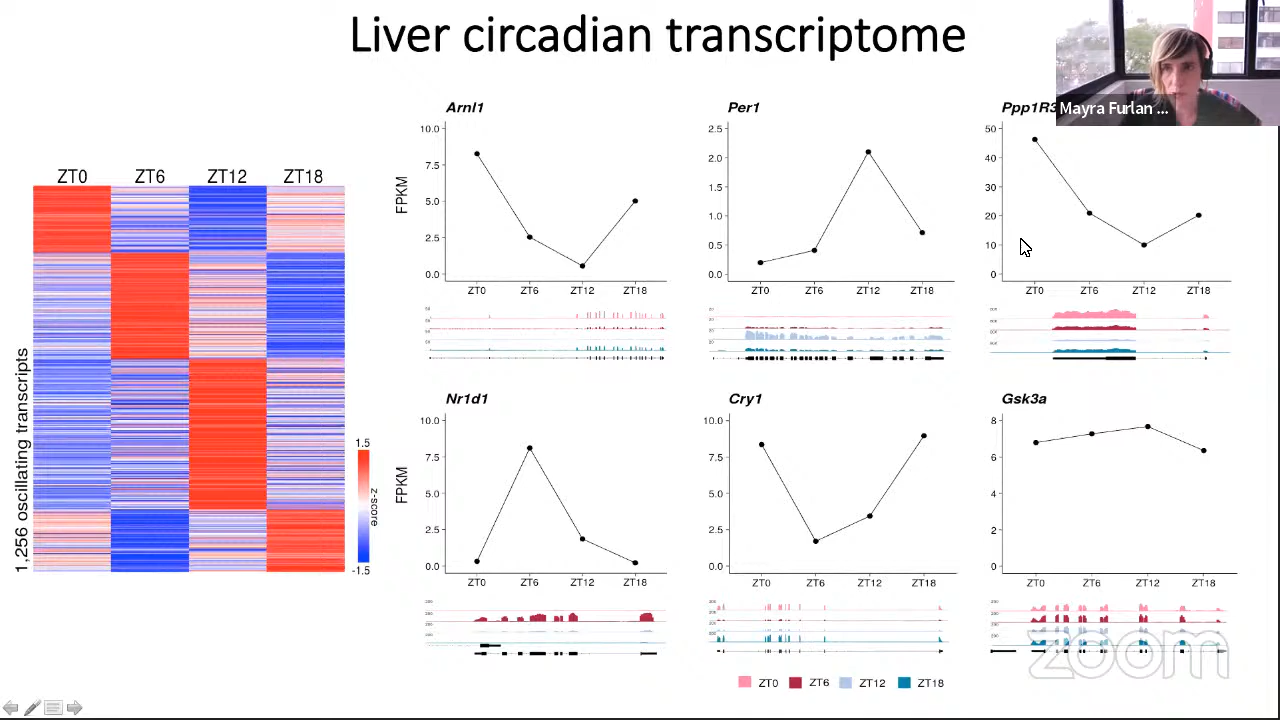 Liver circadian transcriptome
Mayra Furlan ...
ZT0 ZT6 ZT12 ZT18
1,256 oscillating transcripts
1.5
z-score
-1.5
Arnl1
FPKM
10.0
7.5
5.0
2.5
0.0
ZT0 ZT6 ZT12 ZT18
Per1
2.5
2.0
1.5
1.0
0.5
0.0
ZT0 ZT6 ZT12 ZT18
Ppp1R3
50
40
30
20
10
0
ZT0 ZT6 ZT12 ZT18
Nr1d1
FPKM
10.0
7.5
5.0
2.5
0.0
ZT0 ZT6 ZT12 ZT18
Cry1
10.0
7.5
5.0
2.5
0.0
ZT0 ZT6 ZT12 ZT18
Gsk3a
8
6
4
2
0
ZT0 ZT6 ZT12 ZT18
ZT0 ZT6 ZT12 ZT18
zoom